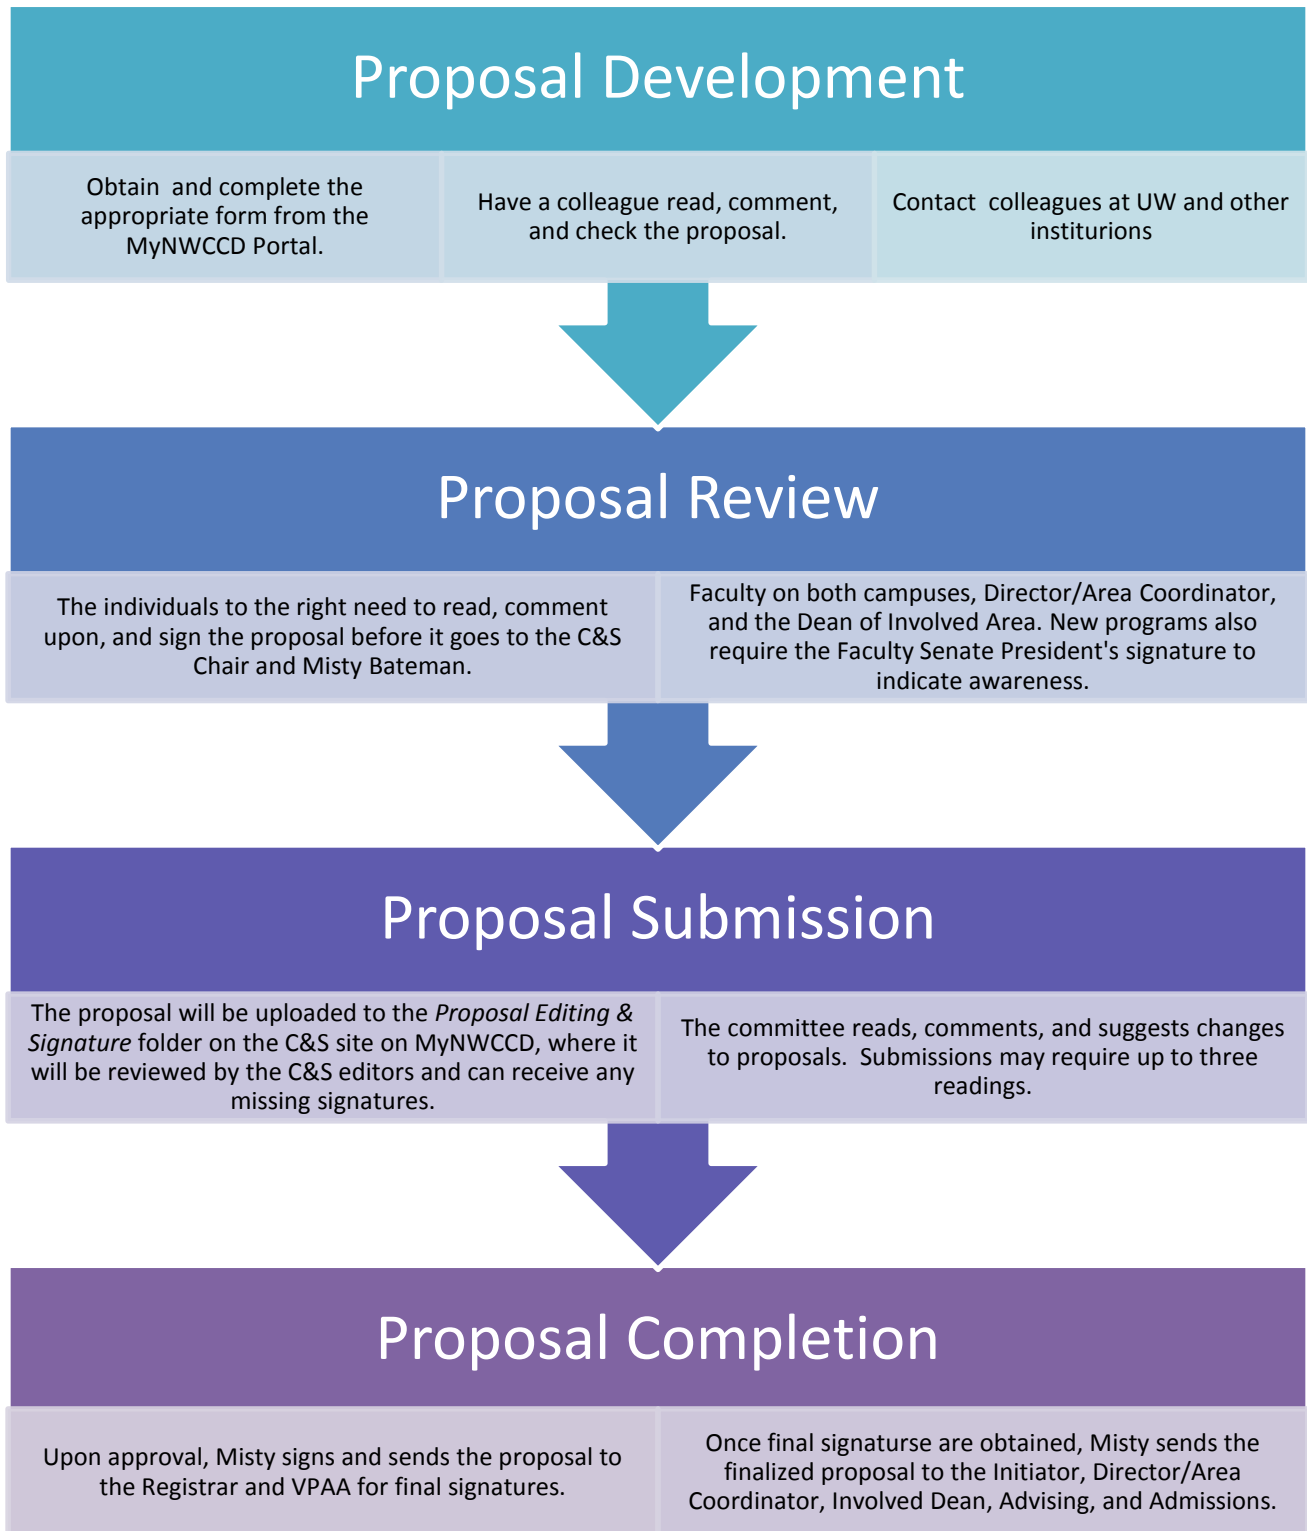 Proposal Development
Obtain  and complete the
appropriate form from the
MyNWCCD Portal.
Have a colleague read, comment,
and check the proposal.
Contact  colleagues at UW and other
institurions
Proposal Review
The individuals to the right need to read, comment
upon, and sign the proposal before it goes to the C&S
Chair and Misty Bateman.
Faculty on both campuses, Director/Area Coordinator,
and the Dean of Involved Area. New programs also
require the Faculty Senate President's signature to
indicate awareness.
Proposal Submission
The proposal will be uploaded to the Proposal Editing &
Signature folder on the C&S site on MyNWCCD, where it
will be reviewed by the C&S editors and can receive any
missing signatures.
The committee reads, comments, and suggests changes
to proposals.  Submissions may require up to three
readings.
Proposal Completion
Upon approval, Misty signs and sends the proposal to
the Registrar and VPAA for final signatures.
Once final signaturse are obtained, Misty sends the
finalized proposal to the Initiator, Director/Area
Coordinator, Involved Dean, Advising, and Admissions.